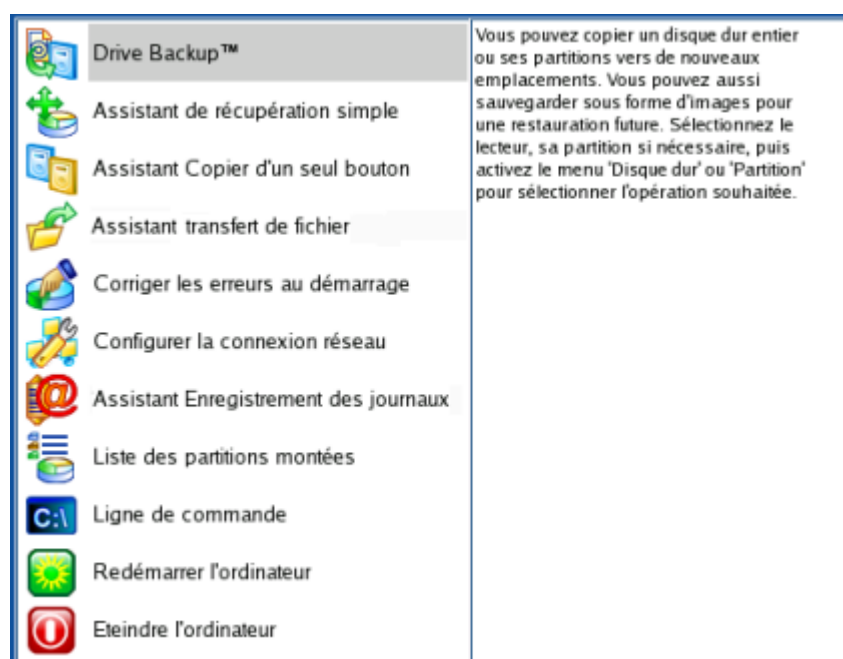 Drive Backup™
Assistant de récupération simple
Assistant Copier d'un seul bouton
Assistant transfert de fichier
Corriger les erreurs au démarrage
Configurer la connexion réseau
@
Assistant Enregistrement des journaux
Liste des partitions montées
C:\
Ligne de commande
Redémarrer l'ordinateur
Eteindre l'ordinateur
Vous pouvez copier un disque dur entier
ou ses partitions vers de nouveaux
emplacements. Vous pouvez aussi
sauvegarder sous forme d'images pour
une restauration future. Sélectionnez le
lecteur, sa partition si nécessaire, puis
activez le menu 'Disque dur' ou 'Partition'
pour sélectionner l'opération souhaitée.